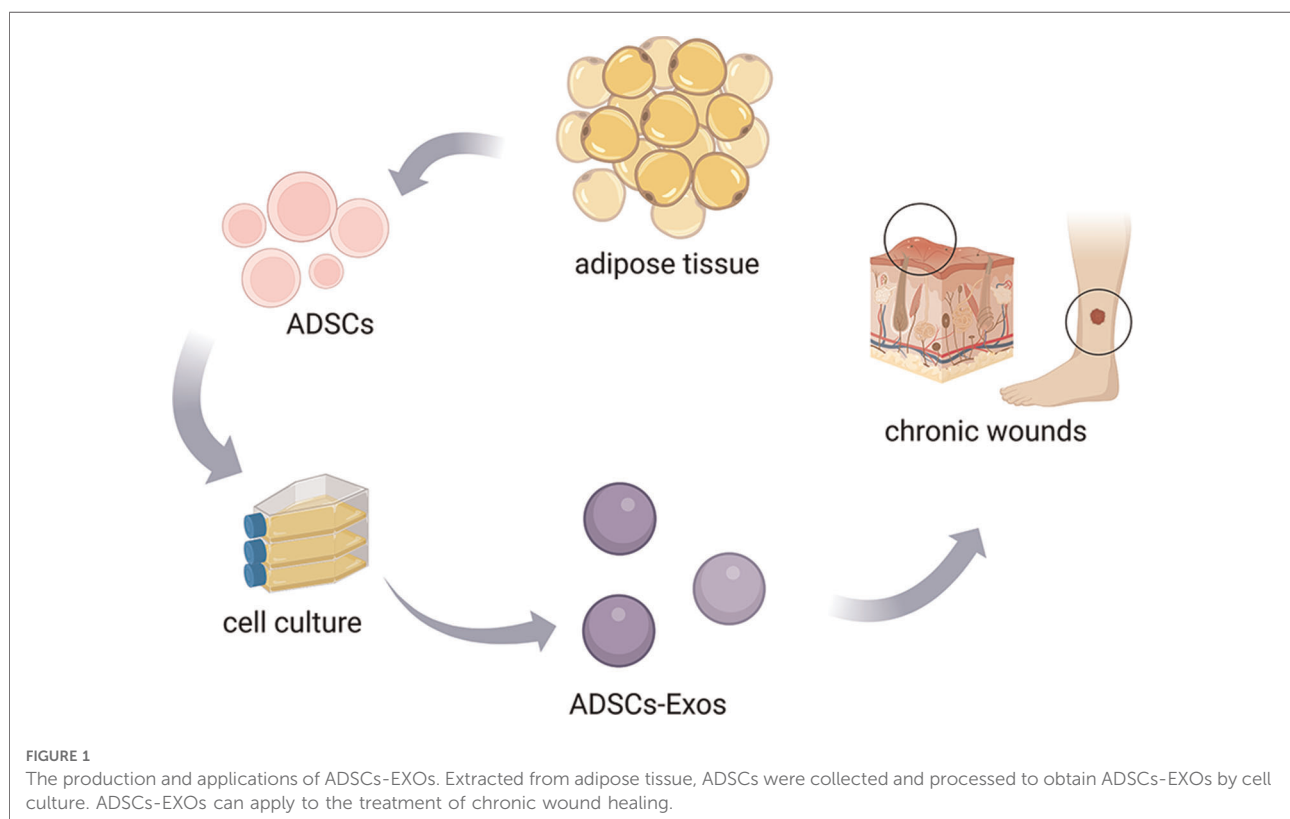 adipose tissue
ADSCs
chronic wounds
cell culture
ADSCs-Exos
FIGURE 1
The production and applications of ADSCs-EXOs. Extracted from adipose tissue, ADSCs were collected and processed to obtain ADSCs-EXOs by cell
culture. ADSCs-EXOs can apply to the treatment of chronic wound healing.